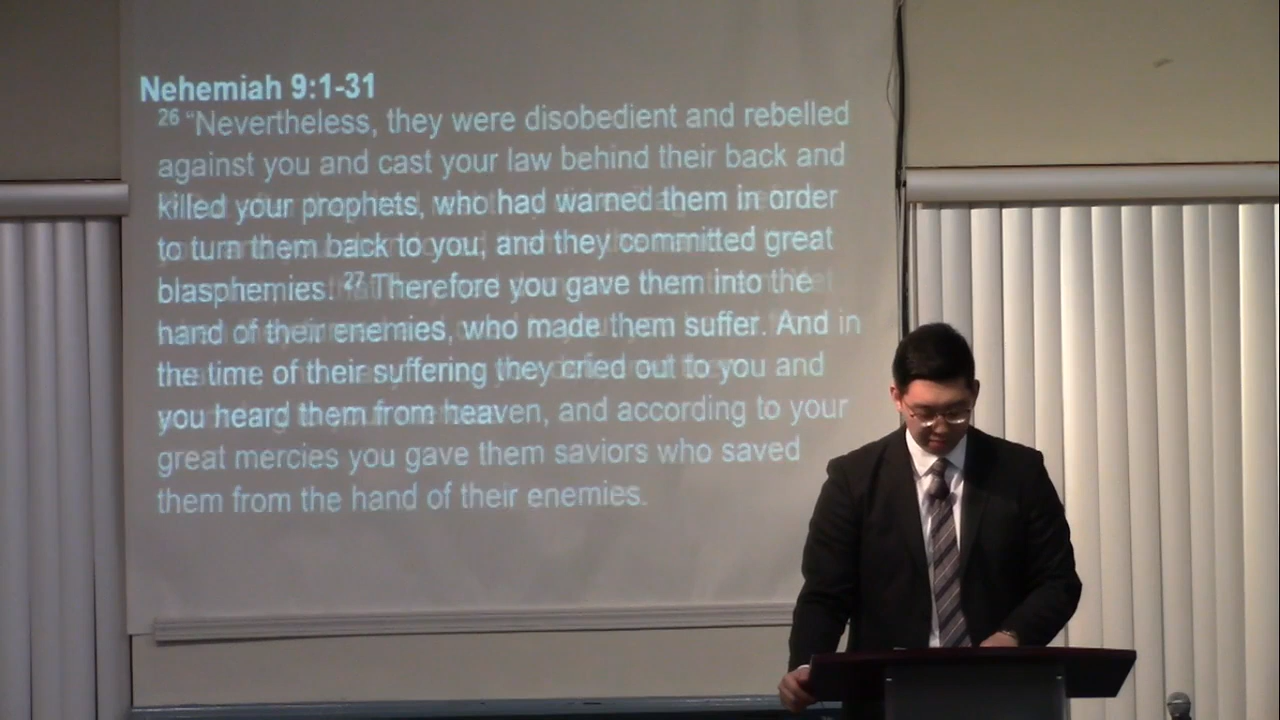 Nehemiah 9:1-31
26 “Nevertheless, they were disobedient and rebelled
against you and cast your law behind their back and
killed your prophets, who had warned them in order
to turn them back to you, and they committed great
blasphemies. 27 Therefore you gave them into the
hand of their enemies, who made them suffer. And in
the time of their suffering they cried out to you and
you heard them from heaven, and according to your
great mercies you gave them saviors who saved
them from the hand of their enemies.